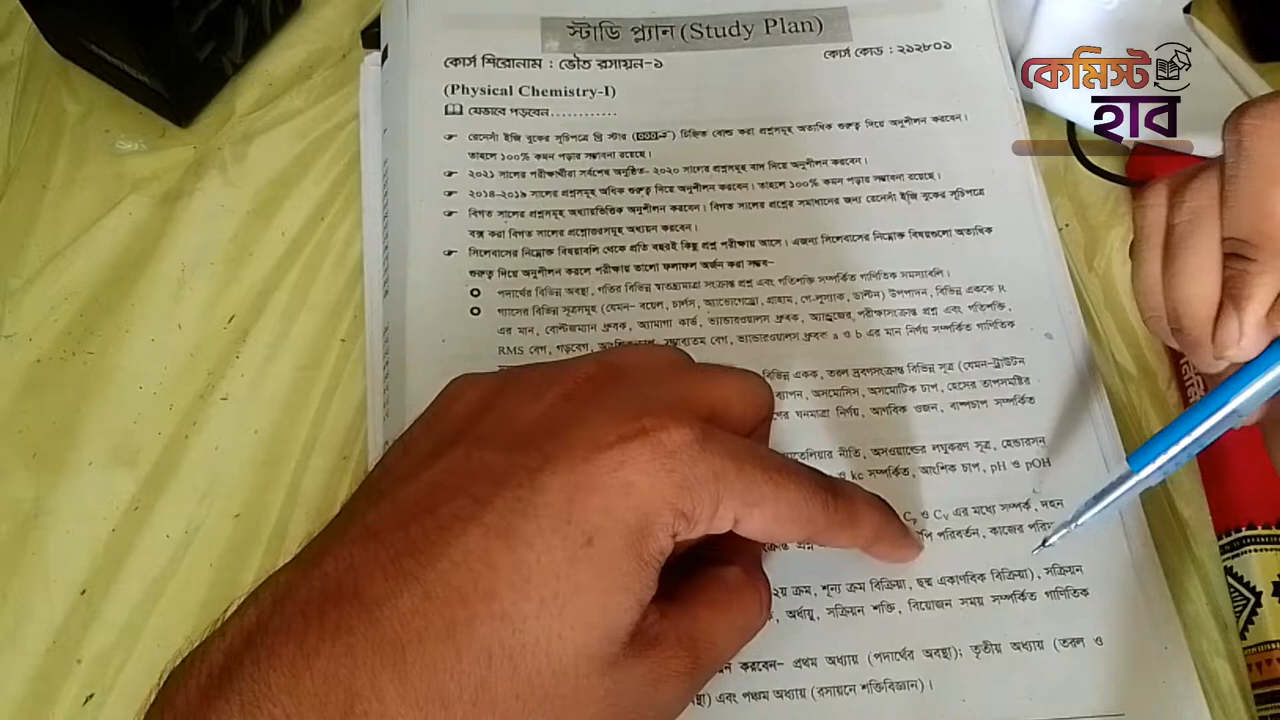 স্টাডি প্ল্যান (Study Plan)
কোর্স শিরোনাম : ভৌত রসায়ন-১
কোর্স কোড : ২১২৮০১
(Physical Chemistry-I)
যেভাবে পড়বেন............
রেনেসাঁ ইজি বুকের সূচিপত্রে থ্রি স্টার চিহ্নিত বোল্ড করা প্রশ্নসমূহ অত্যধিক গুরুত্ব দিয়ে অনুশীলন করবেন।
তাহলে ১০০% কমন পড়ার সম্ভাবনা রয়েছে।
২০২১ সালের পরীক্ষার্থীরা সর্বশেষ অনুষ্ঠিত- ২০২০ সালের প্রশ্নসমূহ বাদ দিয়ে অনুশীলন করবেন।
২০১৪-২০১৯ সালের প্রশ্নসমূহ অধিক গুরুত্ব দিয়ে অনুশীলন করবেন। তাহলে ১০০% কমন পড়ার সম্ভাবনা রয়েছে।
বিগত সালের প্রশ্নসমূহ অধ্যায়ভিত্তিক অনুশীলন করবেন। বিগত সালের প্রশ্নের সমাধানের জন্য রেনেসাঁ ইজি বুকের সূচিপত্রে
বক্স করা বিগত সালের প্রশ্নোত্তরসমূহ অধ্যয়ন করবেন।
সিলেবাসের নিম্নোক্ত বিষয়াবলি থেকে প্রতি বছরই কিছু প্রশ্ন পরীক্ষায় আসে। এজন্য সিলেবাসের নিম্নোক্ত বিষয়গুলো অত্যধিক
গুরুত্ব দিয়ে অনুশীলন করলে পরীক্ষায় ভালো ফলাফল অর্জন করা সম্ভব-
পদার্থের বিভিন্ন অবস্থা, গতির বিভিন্ন স্বাতন্ত্র্যমাত্রা সংক্রান্ত প্রশ্ন এবং গতিশক্তি সম্পর্কিত গাণিতিক সমস্যাবলি।
গ্যাসের বিভিন্ন সূত্রসমূহ (যেমন- বয়েল, চার্লস, অ্যাভোগেড্রো, গ্রাহাম, গে-লুস্যাক, ডাল্টন) উপপাদন, বিভিন্ন এককে R
এর মান, বোল্টজম্যান ধ্রুবক, অ্যামাগা কার্ভ, ভ্যান্ডারওয়ালস ধ্রুবক, অ্যান্ড্রুজের পরীক্ষাসংক্রান্ত প্রশ্ন এবং গতিশক্তি,
RMS বেগ, গড়বেগ, সম্ভাব্যতম বেগ, ভ্যান্ডারওয়ালস ধ্রুবক a ও b এর মান নির্ণয় সম্পর্কিত গাণিতিক
বিভিন্ন একক, তরল দ্রবণসংক্রান্ত বিভিন্ন সূত্র (যেমন-ট্রাউটন
ব্যাপন, অসমোসিস, অসমোটিক চাপ, হেসের তাপসমষ্টির
ঘনমাত্রা নির্ণয়, আণবিক ওজন, বাষ্পচাপ সম্পর্কিত
নীতি, অসওয়াল্ডের লঘুকরণ সূত্র, হেন্ডারসন
ও kc সম্পর্কিত, আংশিক চাপ, pH ও pOH
Cp ও Cv এর মধ্যে সম্পর্ক, দহন
পরিবর্তন, কাজের
২য় ক্রম, শূন্য ক্রম বিক্রিয়া, ছদ্ম একাণবিক বিক্রিয়া), সক্রিয়ন
অর্ধায়ু, সক্রিয়ন শক্তি, বিয়োজন সময় সম্পর্কিত গাণিতিক
করবেন- প্রথম অধ্যায় (পদার্থের অবস্থা); তৃতীয় অধ্যায় (তরল ও
এবং পঞ্চম অধ্যায় (রসায়নে শক্তিবিজ্ঞান)।
কেমিস্ট
হাব